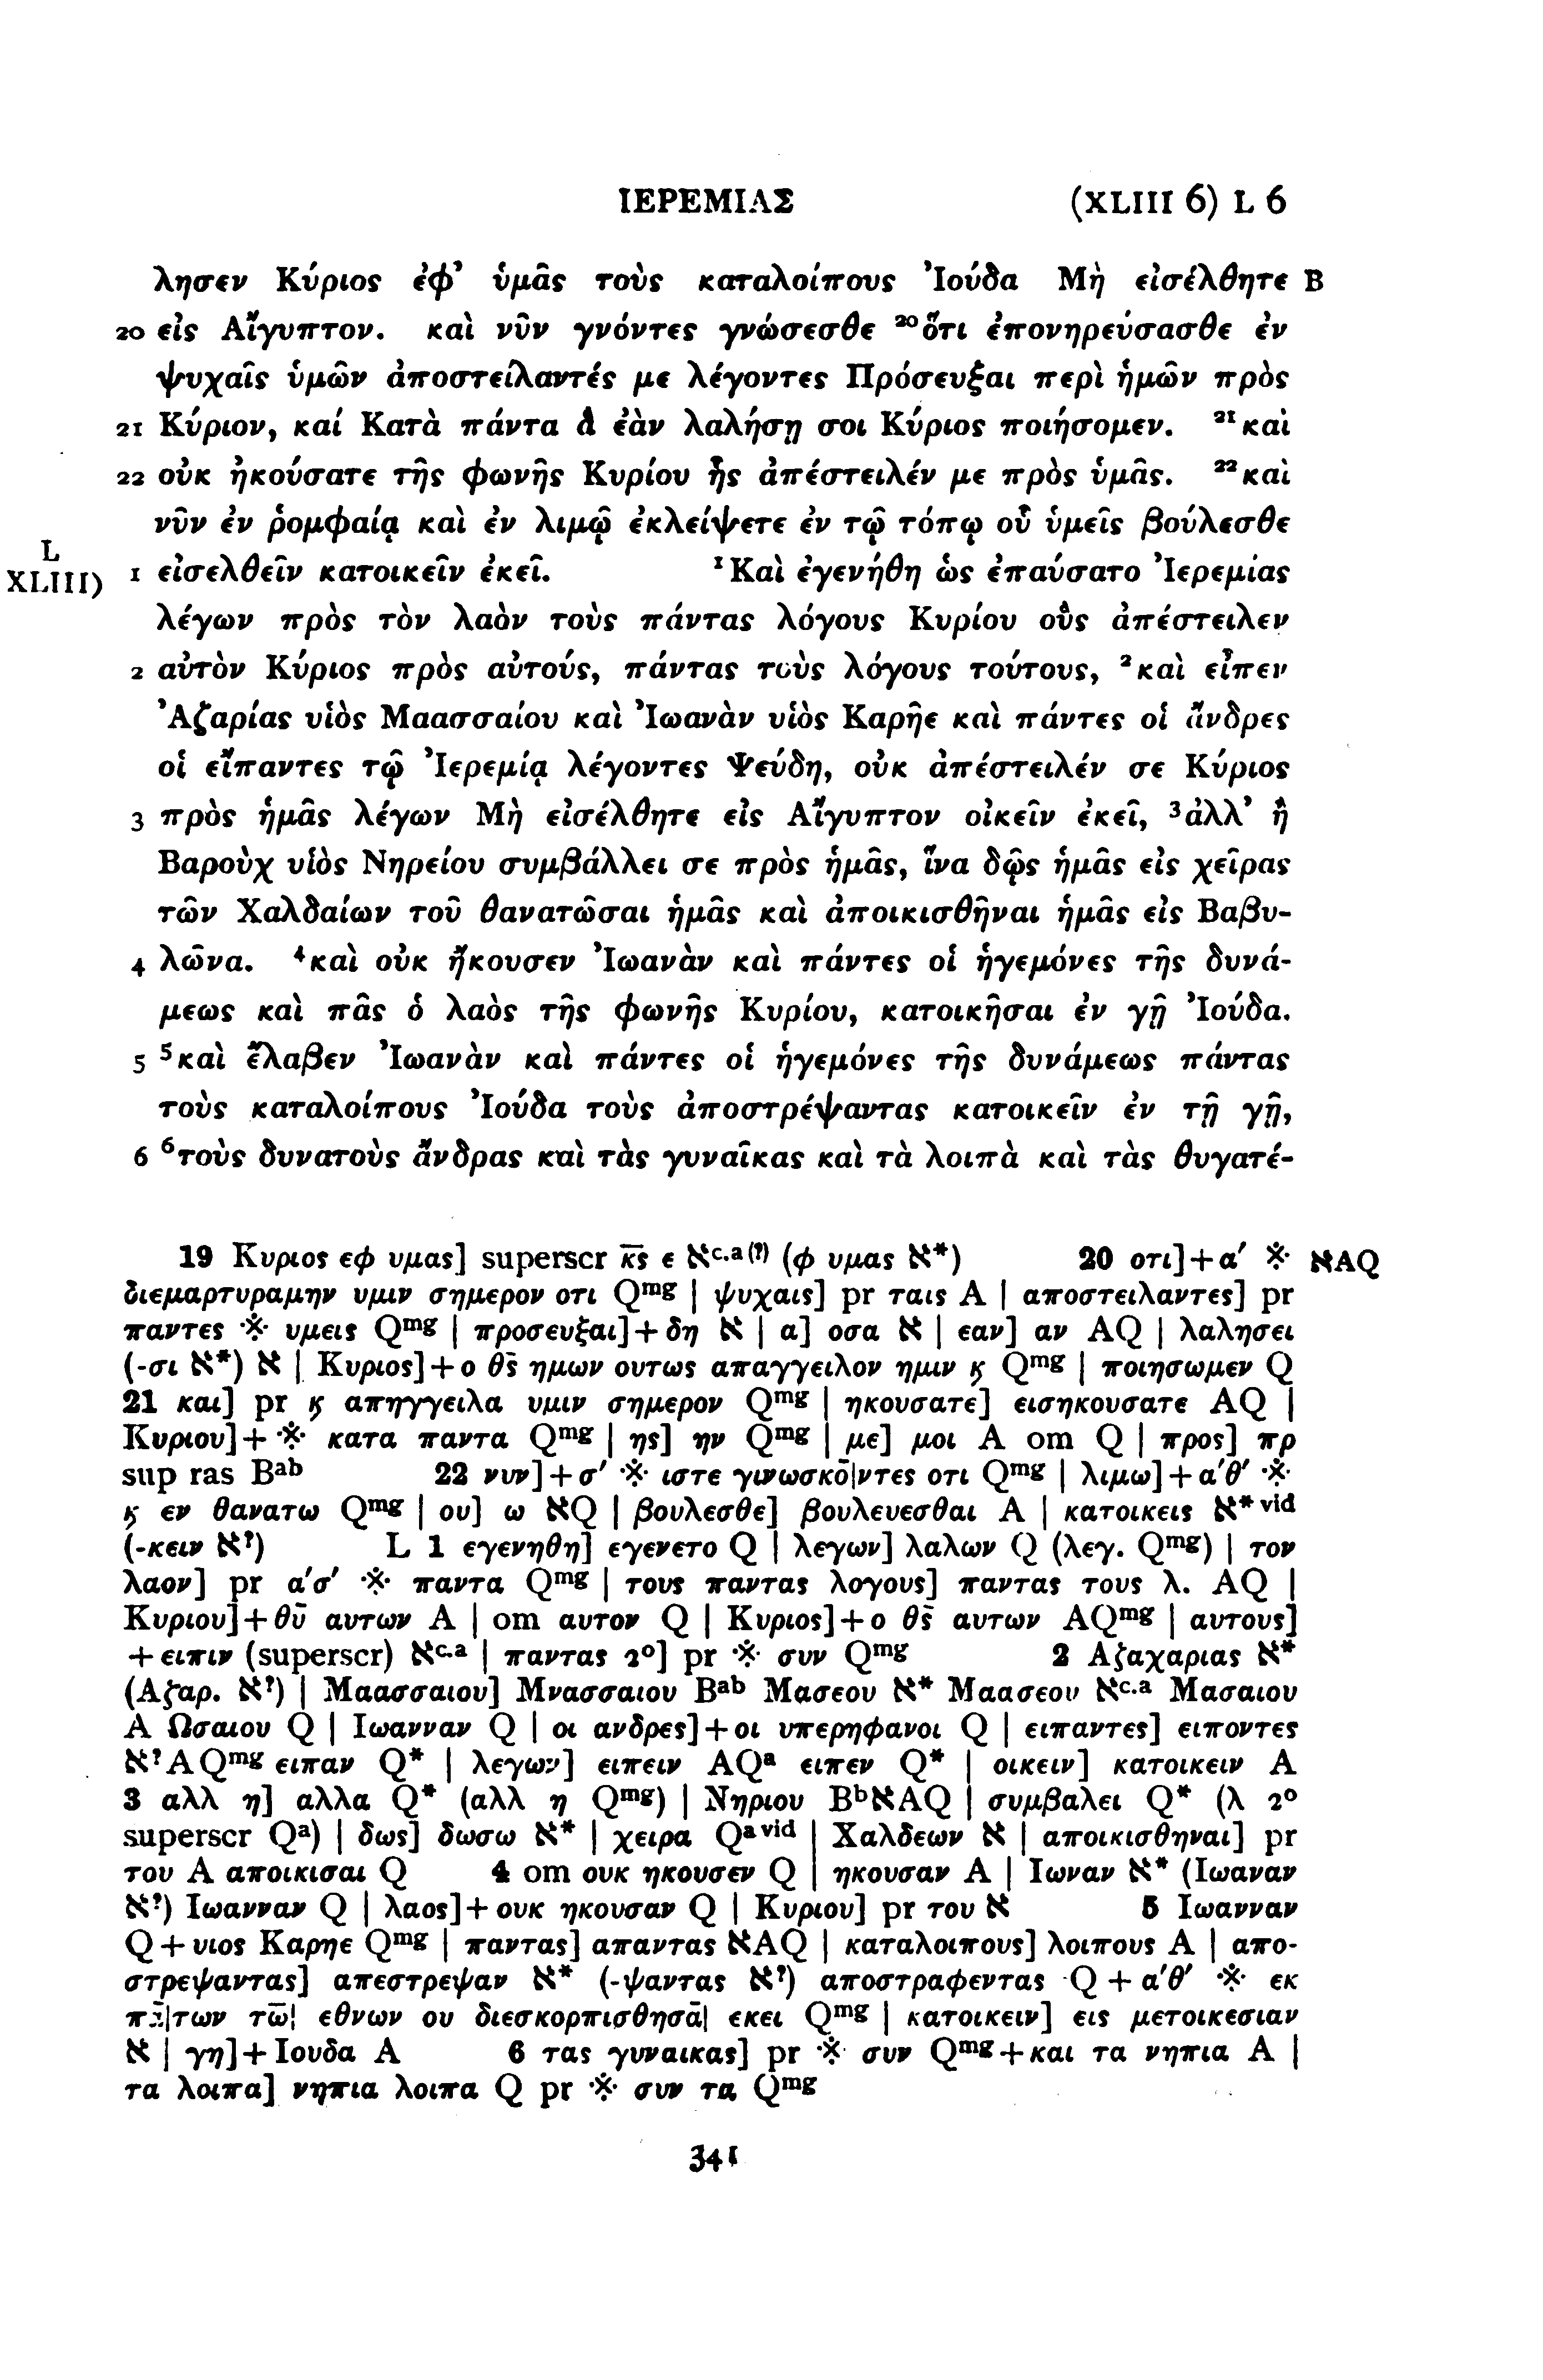 ΙΕΡΕΜΙΑΣ (XLIII 6) L 6
λησεν Κύριος ἐφ᾽ ὑμᾶς τοὺς καταλοίπους Ἰούδα Μὴ εἰσέλθητε B
20 εἰς Αἴγυπτον. καὶ νῦν γνόντες γνώσεσθε ²⁰ὅτι ἐπονηρεύσασθε ἐν
ψυχαῖς ὑμῶν ἀποστείλαντές με λέγοντες Πρόσευξαι περὶ ἡμῶν πρὸς
21 Κύριον, καί Κατὰ πάντα ἃ ἐὰν λαλήσῃ σοι Κύριος ποιήσομεν. ²¹καὶ
22 οὐκ ἠκούσατε τῆς φωνῆς Κυρίου ἧς ἀπέστειλέν με πρὸς ὑμᾶς. ²²καὶ
νῦν ἐν ῥομφαίᾳ καὶ ἐν λιμῷ ἐκλείψετε ἐν τῷ τόπῳ οὗ ὑμεῖς βούλεσθε
L
XLIII) 1 εἰσελθεῖν κατοικεῖν ἐκεῖ. ¹Καὶ ἐγενήθη ὡς ἐπαύσατο Ἰερεμίας
λέγων πρὸς τὸν λαὸν τοὺς πάντας λόγους Κυρίου οὓς ἀπέστειλεν
2 αὐτὸν Κύριος πρὸς αὐτούς, πάντας τοὺς λόγους τούτους, ²καὶ εἶπεν
Ἀζαρίας υἱὸς Μαασσαίου καὶ Ἰωανὰν υἱὸς Καρῆε καὶ πάντες οἱ ἄνδρες
οἱ εἴπαντες τῷ Ἰερεμίᾳ λέγοντες Ψεύδη, οὐκ ἀπέστειλέν σε Κύριος
3 πρὸς ἡμᾶς λέγων Μὴ εἰσέλθητε εἰς Αἴγυπτον οἰκεῖν ἐκεῖ, ³ἀλλ᾽ ἢ
Βαροὺχ υἱὸς Νηρείου συμβάλλει σε πρὸς ἡμᾶς, ἵνα δῷς ἡμᾶς εἰς χεῖρας
τῶν Χαλδαίων τοῦ θανατῶσαι ἡμᾶς καὶ ἀποικισθῆναι ἡμᾶς εἰς Βαβυ-
4 λῶνα. ⁴καὶ οὐκ ἤκουσεν Ἰωανὰν καὶ πάντες οἱ ἡγεμόνες τῆς δυνά-
μεως καὶ πᾶς ὁ λαὸς τῆς φωνῆς Κυρίου, κατοικῆσαι ἐν γῇ Ἰούδα.
5 ⁵καὶ ἔλαβεν Ἰωανὰν καὶ πάντες οἱ ἡγεμόνες τῆς δυνάμεως πάντας
τοὺς καταλοίπους Ἰούδα τοὺς ἀποστρέψαντας κατοικεῖν ἐν τῇ γῇ,
6 ⁶τοὺς δυνατοὺς ἄνδρας καὶ τὰς γυναῖκας καὶ τὰ λοιπὰ καὶ τὰς θυγατέ-
19 Κυριος εφ υμας] superscr κ̅ς̅ ε א^c.a(?) (φ υμας א*) 20 οτι]+α′ ※ אAQ
διεμαρτυραμην υμιν σημερον οτι Q^mg | ψυχαις] pr ταις A | αποστειλαντες] pr
παντες ※ υμεις Q^mg | προσευξαι]+δη א | α] οσα א | εαν] αν AQ | λαλησει
(-σι א*) א | Κυριος]+ο θ̅ς̅ ημων ουτως απαγγειλον ημιν ϗ Q^mg | ποιησωμεν Q
21 και] pr ϗ απηγγειλα υμιν σημερον Q^mg | ηκουσατε] εισηκουσατε AQ |
Κυριου]+ ※ κατα παντα Q^mg | ης] ην Q^mg | με] μοι A om Q | προς] πρ
sup ras B^ab 22 νυν]+σ′ ※ ιστε γινωσκο̅|ντες οτι Q^mg | λιμω]+α′θ′ ※
ϗ εν θανατω Q^mg | ου] ω אQ | βουλεσθε] βουλευεσθαι A | κατοικεις א*vid
(-κειν א?) L 1 εγενηθη] εγενετο Q | λεγων] λαλων Q (λεγ. Q^mg) | τον
λαον] pr α′σ′ ※ παντα Q^mg | τους παντας λογους] παντας τους λ. AQ |
Κυριου]+θ̅υ̅ αυτων A | om αυτον Q | Κυριος]+ο θ̅ς̅ αυτων AQ^mg | αυτους]
+ειπιν (superscr) א^c.a | παντας 2°] pr ※ συν Q^mg 2 Αζαχαριας א*
(Αζαρ. א?) | Μαασσαιου] Μνασσαιου B^ab Μασεου א* Μαασεου א^c.a Μασαιου
A Ωσαιου Q | Ιωανναν Q | οι ανδρες]+οι υπερηφανοι Q | ειπαντες] ειποντες
א?AQ^mg ειπαν Q* | λεγων] ειπειν AQ^a ειπεν Q* | οικειν] κατοικειν A
3 αλλ η] αλλα Q* (αλλ η Q^mg) | Νηριου B^bאAQ | συμβαλει Q* (λ 2°
superscr Q^a) | δως] δωσω א* | χειρα Q^a vid | Χαλδεων א | αποικισθηναι] pr
του A αποικισαι Q 4 om ουκ ηκουσεν Q | ηκουσαν A | Ιωναν א* (Ιωαναν
א?) Ιωανναν Q | λαος]+ουκ ηκουσαν Q | Κυριου] pr του א 5 Ιωανναν
Q+υιος Καρηε Q^mg | παντας] απαντας אAQ | καταλοιπους] λοιπους A | απο-
στρεψαντας] απεστρεψαν א* (-ψαντας א?) αποστραφεντας Q + α′θ′ ※ εκ
τω̅| εθνων ου διεσκορπισθησα̅| εκει Q^mg | κατοικειν] εις μετοικεσιαν
א | γη]+Ιουδα A 6 τας γυναικας] pr ※ συν Q^mg+και τα νηπια A |
τα λοιπα] νηπια λοιπα Q pr ※ συν τα Q^mg
341